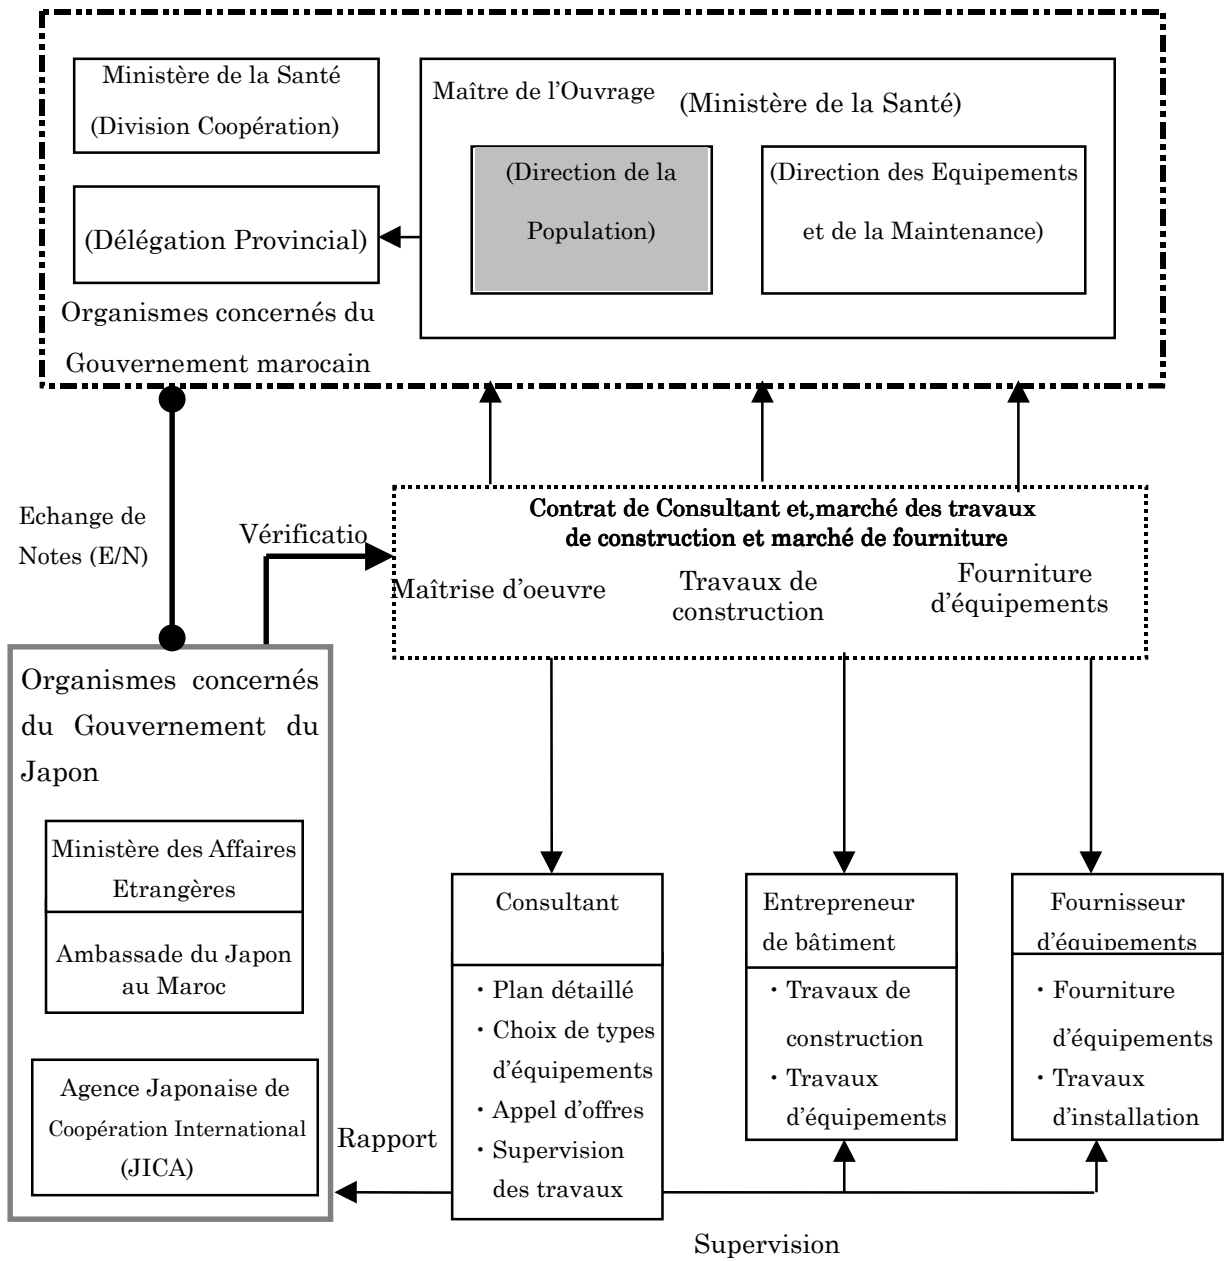 Ministère de la Santé
(Division Coopération)
Maître de l'Ouvrage
(Ministère de la Santé)
(Direction de la
Population)
(Direction des Equipements
et de la Maintenance)
(Délégation Provincial)
Organismes concernés du
Gouvernement marocain
Echange de
Notes (E/N)
Vérificatio
Contrat de Consultant et,marché des travaux
de construction et marché de fourniture
Maîtrise d'oeuvre
Travaux de
construction
Fourniture
d'équipements
Organismes concernés
du Gouvernement du
Japon
Ministère des Affaires
Etrangères
Ambassade du Japon
au Maroc
Agence Japonaise de
Coopération International
(JICA)
Rapport
Consultant
・Plan détaillé
・Choix de types
d'équipements
・Appel d'offres
・Supervision
des travaux
Entrepreneur
de bâtiment
・Travaux de
construction
・Travaux
d'équipements
Fournisseur
d'équipements
・Fourniture
d'équipements
・Travaux
d'installation
Supervision